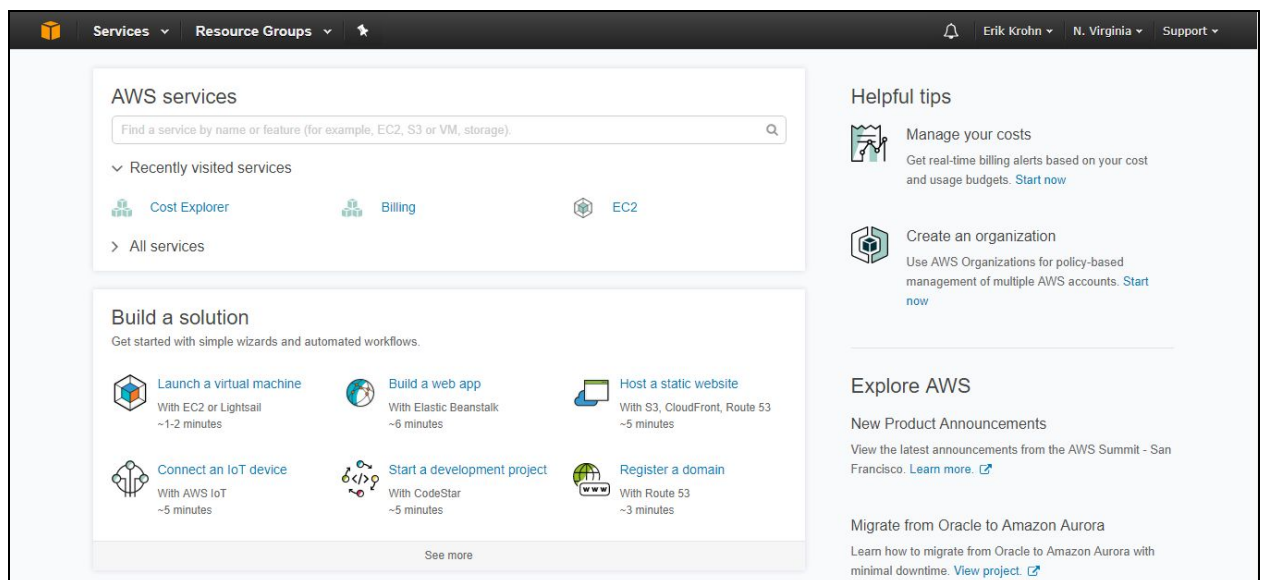 Services Resource Groups Erik Krohn N. Virginia Support
AWS services
Find a service by name or feature (for example, EC2, S3 or VM, storage).
Recently visited services
Cost Explorer Billing EC2
All services
Build a solution
Get started with simple wizards and automated workflows.
Launch a virtual machine
With EC2 or Lightsail
~1-2 minutes
Build a web app
With Elastic Beanstalk
~6 minutes
Host a static website
With S3, CloudFront, Route 53
~5 minutes
Connect an IoT device
With AWS IoT
~5 minutes
Start a development project
With CodeStar
~5 minutes
www
Register a domain
With Route 53
~3 minutes
See more
Helpful tips
Manage your costs
Get real-time billing alerts based on your cost
and usage budgets. Start now
Create an organization
Use AWS Organizations for policy-based
management of multiple AWS accounts. Start
now
Explore AWS
New Product Announcements
View the latest announcements from the AWS Summit - San
Francisco. Learn more.
Migrate from Oracle to Amazon Aurora
Learn how to migrate from Oracle to Amazon Aurora with
minimal downtime. View project.